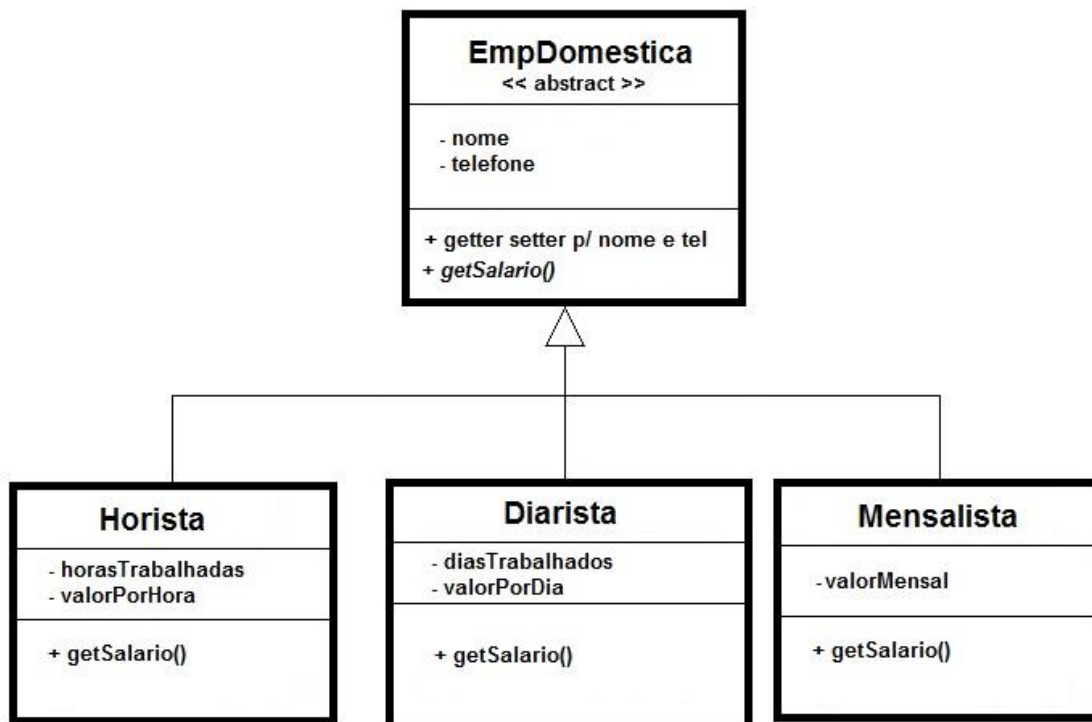 EmpDomestica
<< abstract >>
- nome
- telefone
+ getter setter p/ nome e tel
+ getSalario()
Horista
- horasTrabalhadas
- valorPorHora
+ getSalario()
Diarista
- diasTrabalhados
- valorPorDia
+ getSalario()
Mensalista
- valorMensal
+ getSalario()